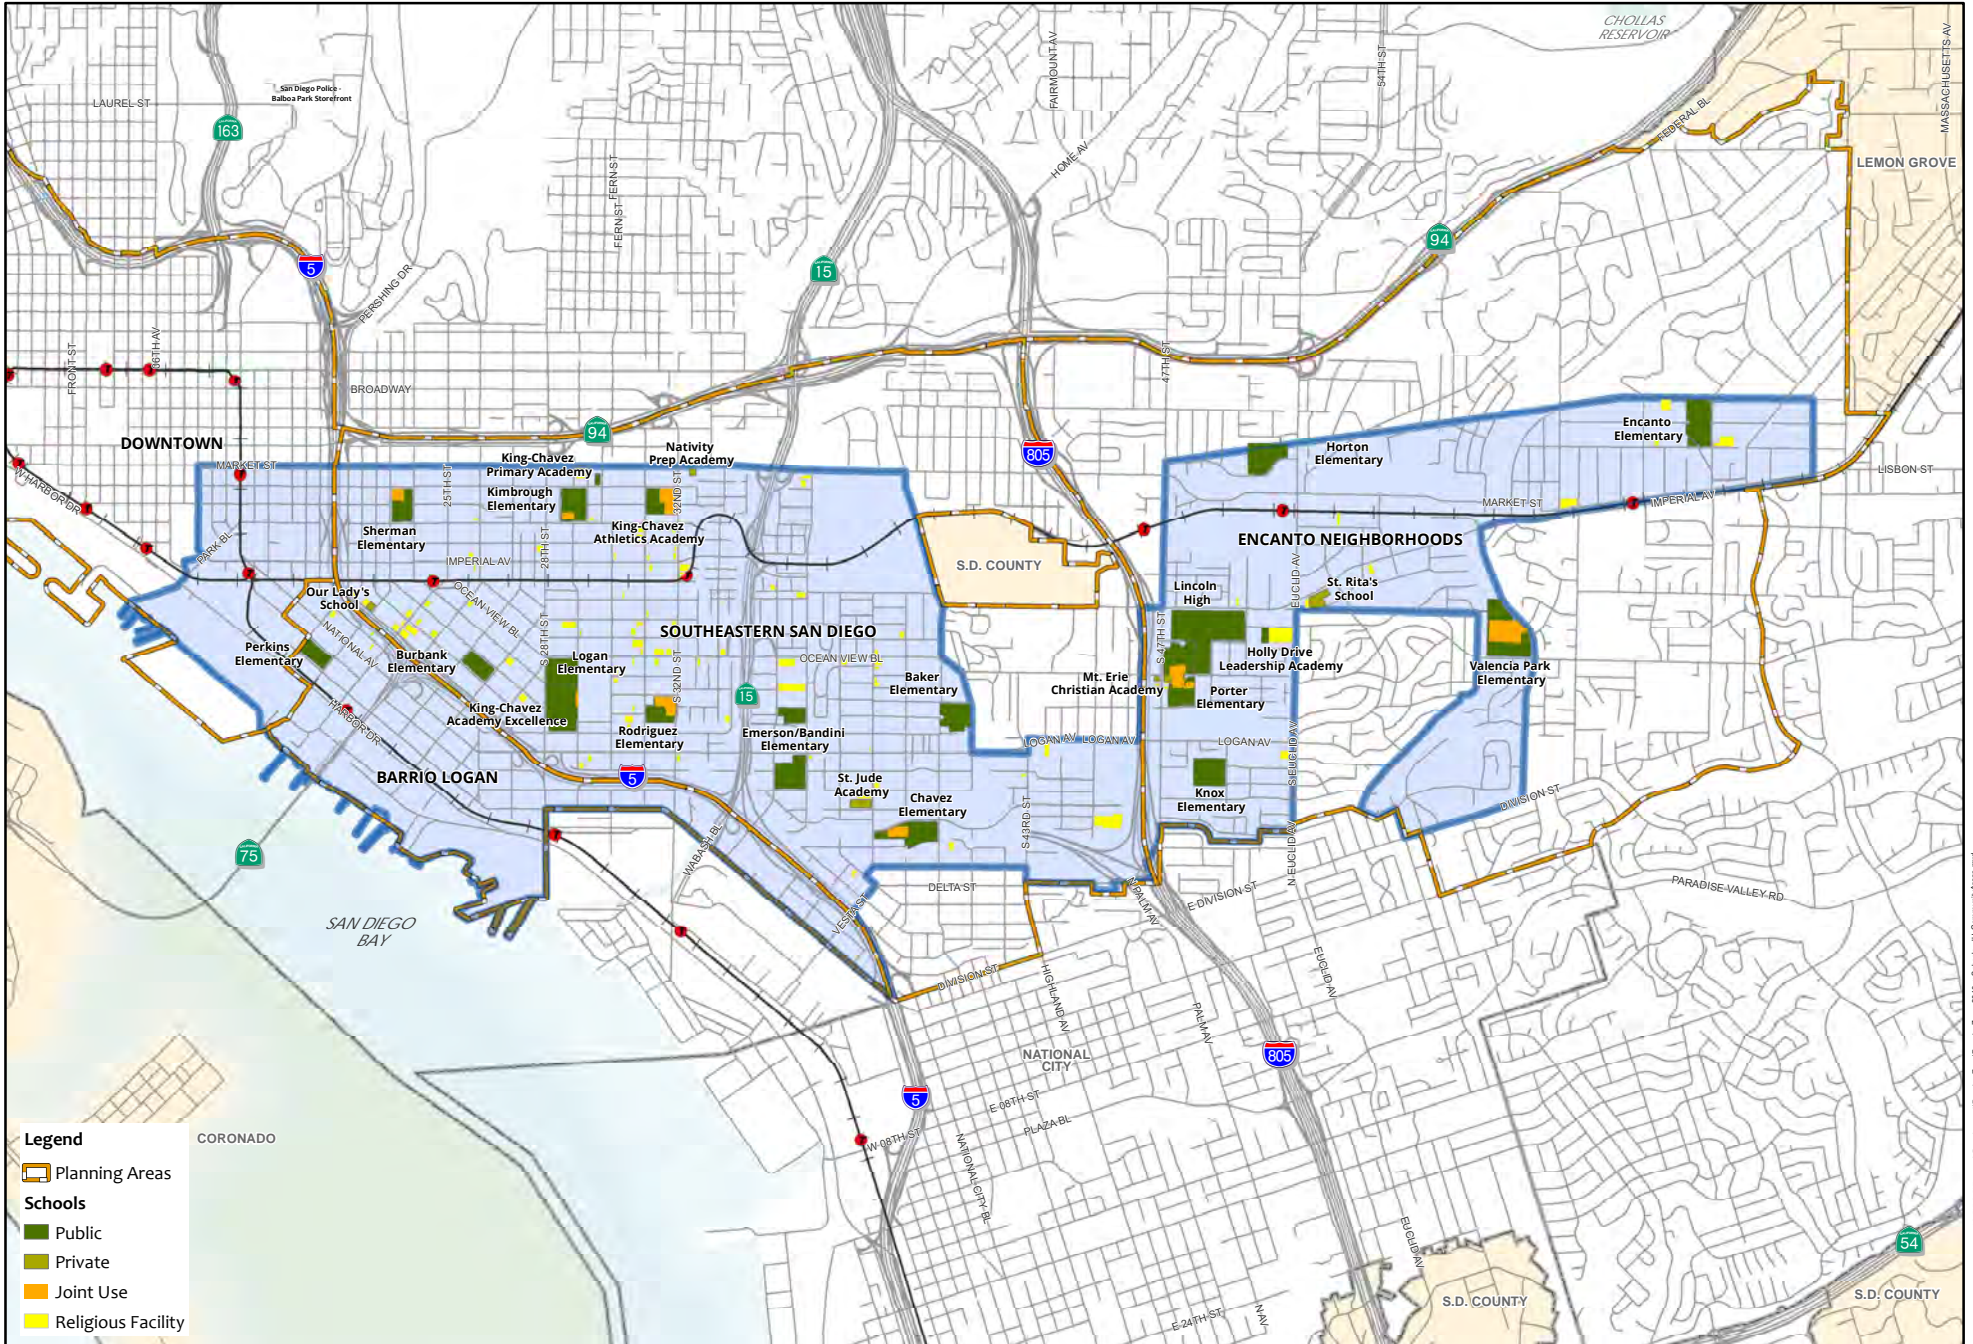 CHOLLAS
RESERVOIR
MASSACHUSETTS AV
54TH ST
FAIRMOUNT AV
San Diego Police -
Balboa Park Storefront
LAUREL ST
163
FEDERAL BL
HOME AV
LEMON GROVE
FERN ST
FERN ST
94
5
15
PERSHING DR
FRONT ST
06TH AV
47TH ST
BROADWAY
94
805
DOWNTOWN
MARKET ST
King-Chavez
Primary Academy
Nativity
Prep Academy
Horton
Elementary
Encanto
Elementary
LISBON ST
W HARBOR DR
25TH ST
Kimbrough
Elementary
32ND ST
MARKET ST
IMPERIAL AV
Sherman
Elementary
King-Chavez
Athletics Academy
ENCANTO NEIGHBORHOODS
PARK BL
28TH ST
IMPERIAL AV
S.D. COUNTY
EUCLID AV
Our Lady's
School
OCEAN VIEW BL
Lincoln
High
St. Rita's
School
SOUTHEASTERN SAN DIEGO
NATIONAL AV
S 28TH ST
S 32ND ST
S 47TH ST
Perkins
Elementary
Burbank
Elementary
Logan
Elementary
OCEAN VIEW BL
Holly Drive
Leadership Academy
Valencia Park
Elementary
Baker
Elementary
Mt. Erie
Christian Academy
Porter
Elementary
15
HARBOR DR
King-Chavez
Academy Excellence
Rodriguez
Elementary
Emerson/Bandini
Elementary
LOGAN AV
LOGAN AV
LOGAN AV
S EUCLID AV
BARRIO LOGAN
5
St. Jude
Academy
Chavez
Elementary
Knox
Elementary
DIVISION ST
S 43RD ST
WABASH BL
N EUCLID AV
75
DELTA ST
N PALM AV
E DIVISION ST
PARADISE VALLEY RD
VESTA ST
SAN DIEGO
BAY
DIVISION ST
HIGHLAND AV
EUCLID AV
PALM AV
NATIONAL
CITY
805
5
E 08TH ST
PLAZA BL
W 08TH ST
NATIONAL CITY BL
CORONADO
EUCLID AV
54
S.D. COUNTY
S.D. COUNTY
E 24TH ST
N AV
Legend
Planning Areas
Schools
Public
Private
Joint Use
Religious Facility